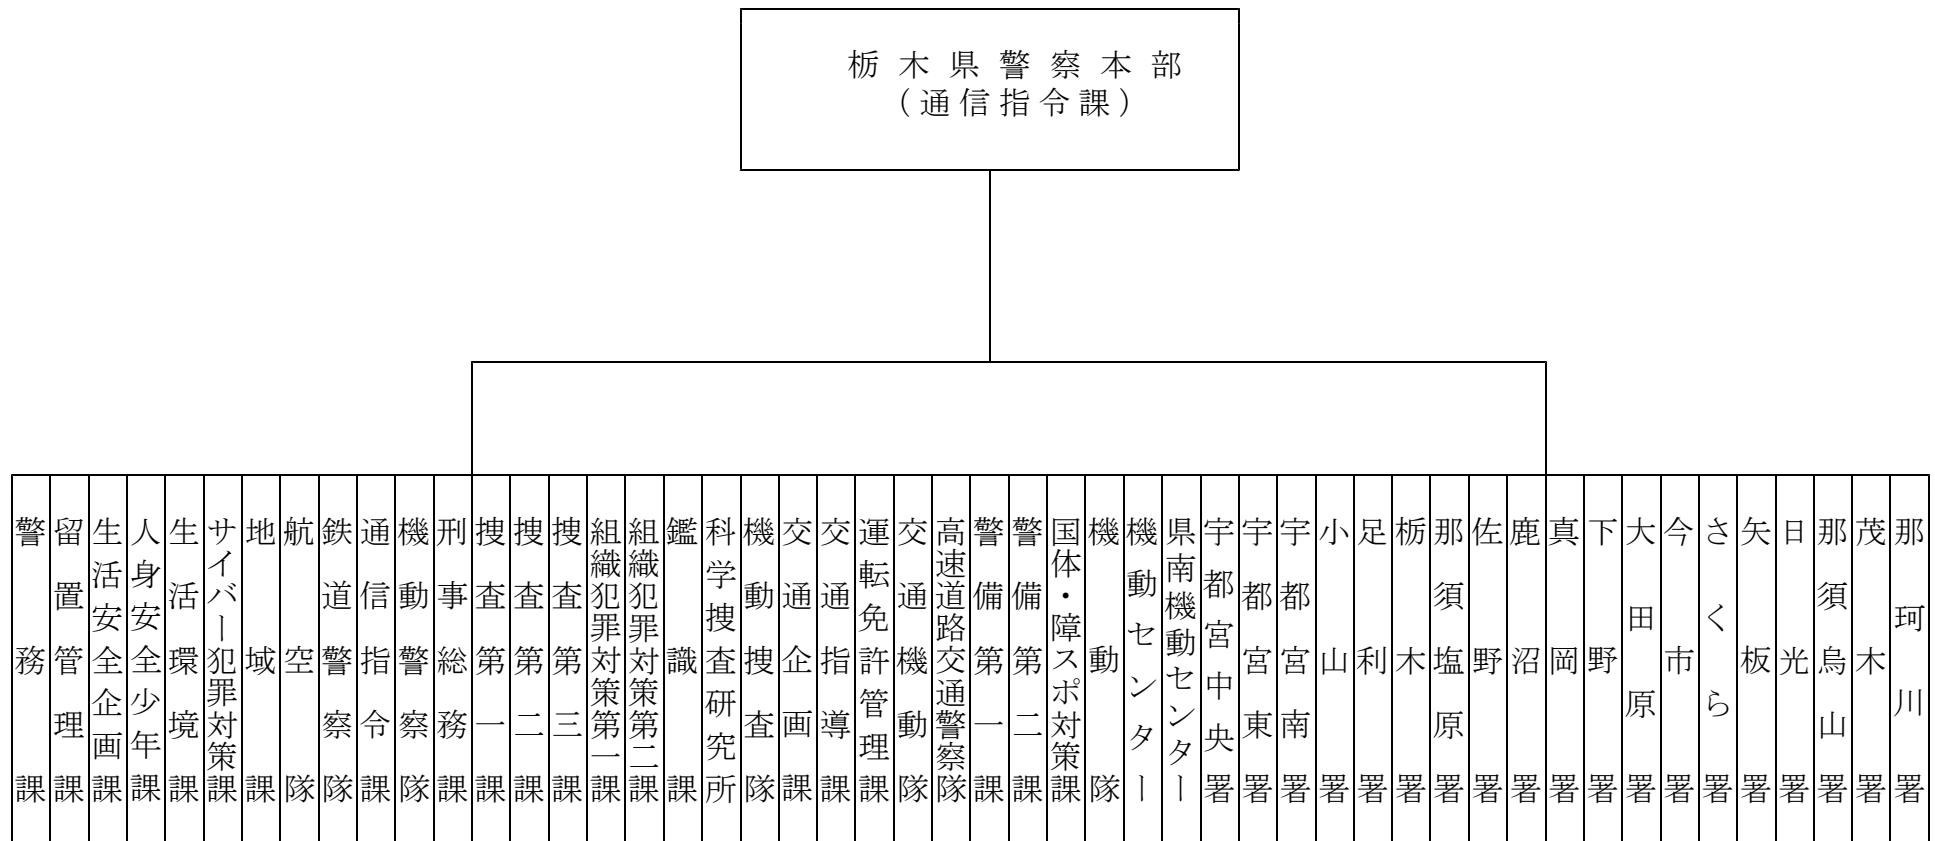 栃木県警察本部
(通信指令課)
警務課
留置管理課
生活安全企画課
人身安全少年課
生活環境課
サイバー犯罪対策課
地域課
航空隊
鉄道警察隊
通信指令課
機動警察隊
刑事総務課
捜査第一課
捜査第二課
捜査第三課
組織犯罪対策第一課
組織犯罪対策第二課
鑑識課
科学捜査研究所
機動捜査隊
交通企画課
交通指導課
運転免許管理課
交通機動隊
高速道路交通警察隊
警備第一課
警備第二課
国体・障スポ対策課
機動隊
機動センター
県南機動センター
宇都宮中央署
宇都宮東署
宇都宮南署
小山署
足利署
栃木署
那須塩原署
佐野署
鹿沼署
真岡署
下野署
大田原署
今市署
さくら署
矢板署
日光署
那須烏山署
茂木署
那珂川署